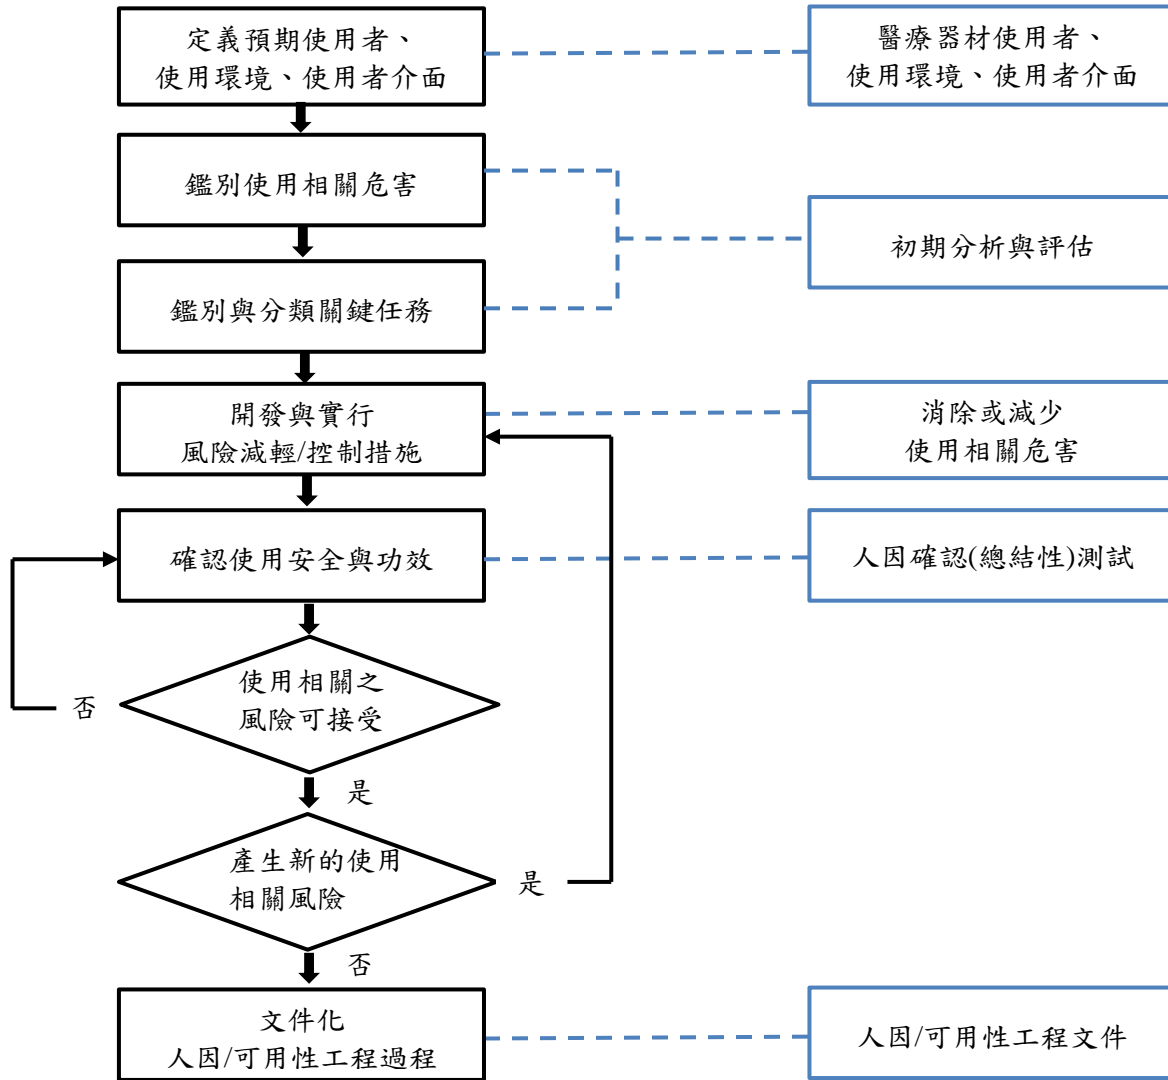 定義預期使用者、
使用環境、使用者介面
醫療器材使用者、
使用環境、使用者介面
鑑別使用相關危害
初期分析與評估
鑑別與分類關鍵任務
開發與實行
風險減輕/控制措施
消除或減少
使用相關危害
確認使用安全與功效
人因確認(總結性)測試
使用相關之
風險可接受
否
是
產生新的使用
相關風險
是
否
文件化
人因/可用性工程過程
人因/可用性工程文件